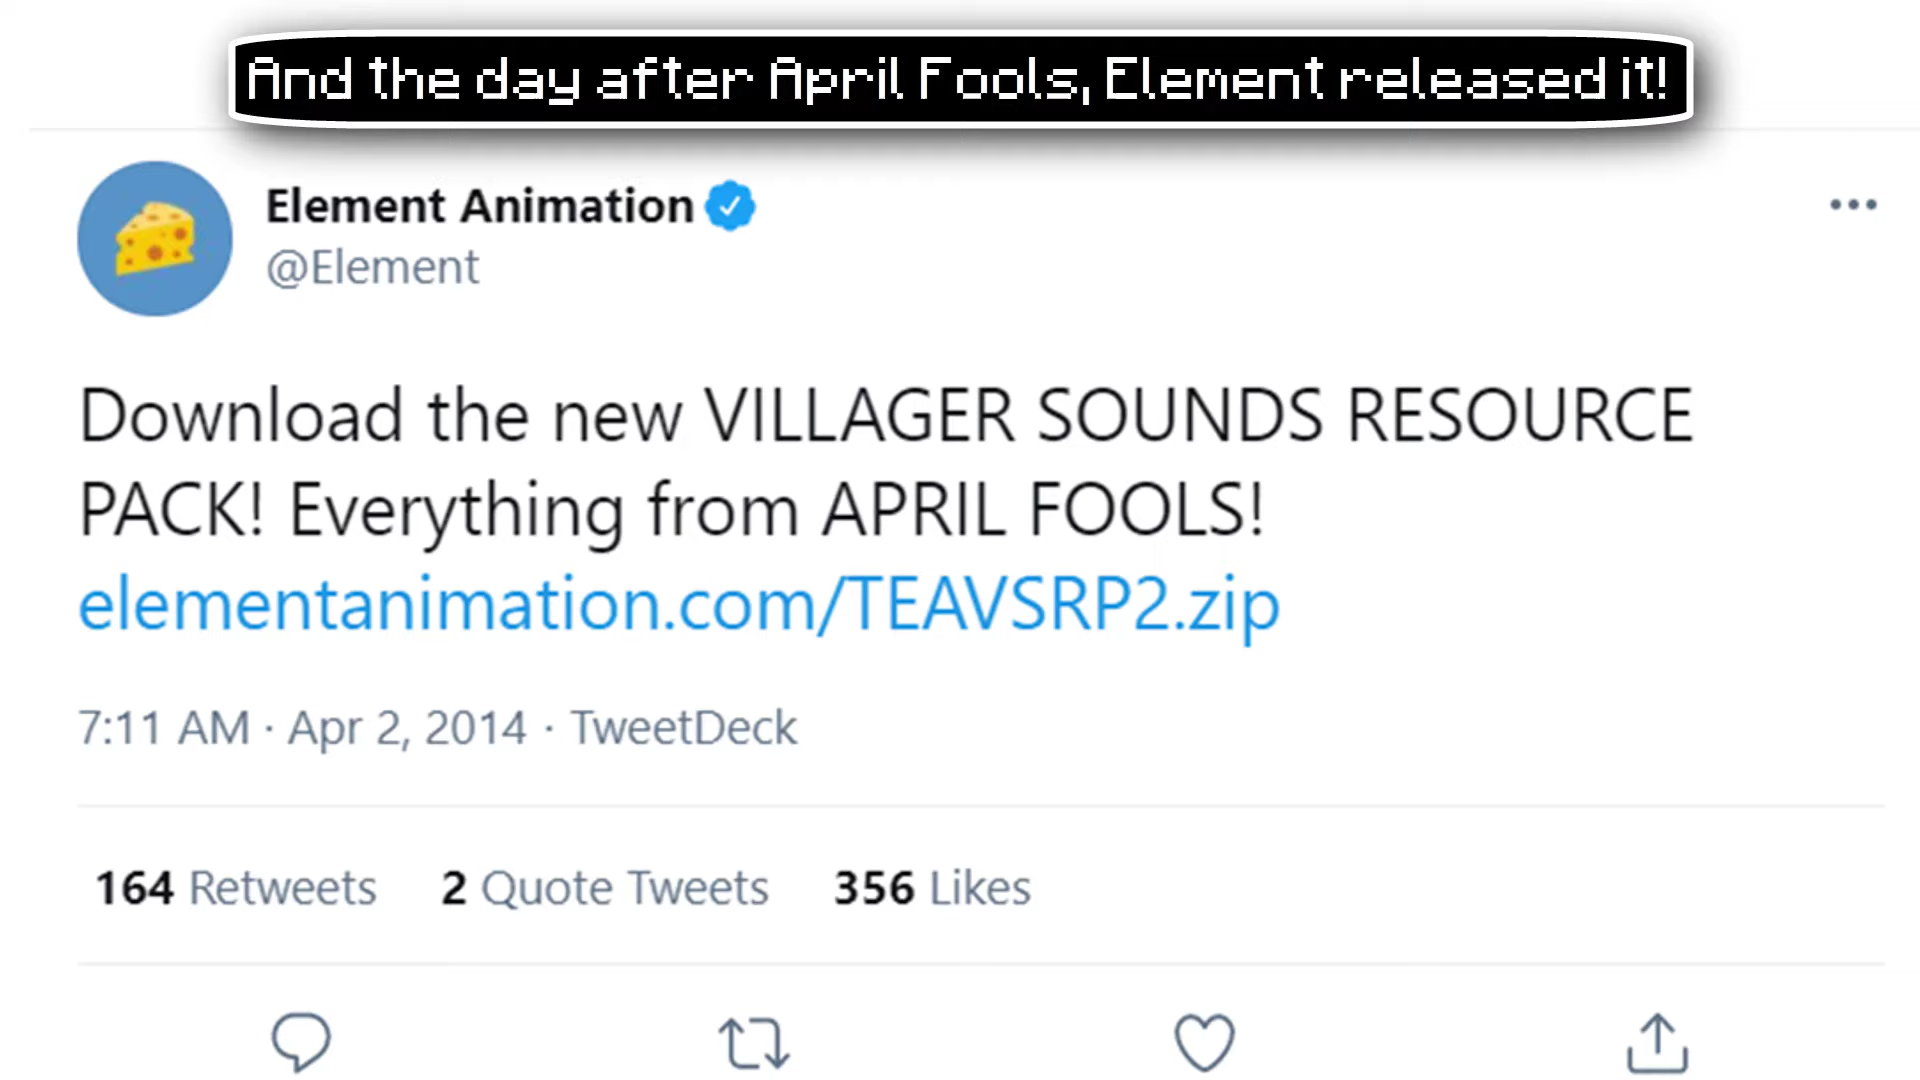 And the day after April Fools, Element released it!
Element Animation
@Element
Download the new VILLAGER SOUNDS RESOURCE
PACK! Everything from APRIL FOOLS!
elementanimation.com/TEAVSRP2.zip
7:11 AM · Apr 2, 2014 · TweetDeck
164 Retweets 2 Quote Tweets 356 Likes